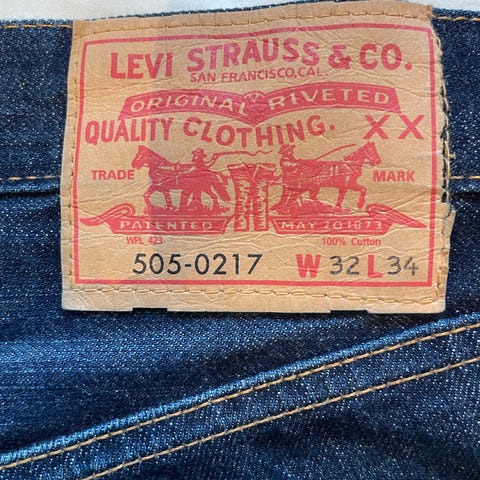 LEVI STRAUSS & CO.
SAN FRANCISCO, CAL.
ORIGINAL RIVETED
QUALITY CLOTHING. XX
TRADE MARK
PATENTED MAY 20 1873
WPL 423 100% Cotton
505-0217 W 32 L 34